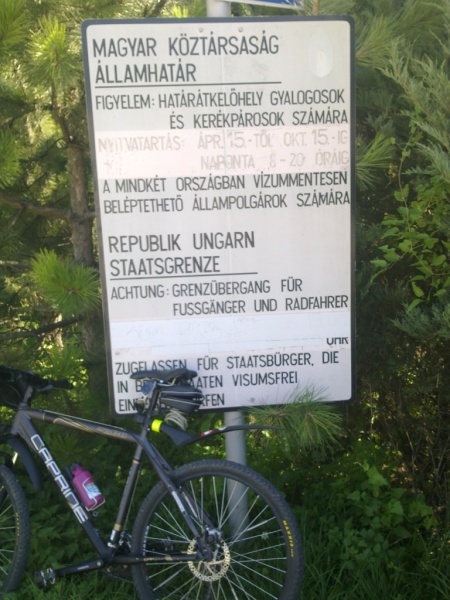 MAGYAR KÖZTÁRSASÁG
ÁLLAMHATÁR
FIGYELEM: HATÁRÁTKELŐHELY GYALOGOSOK
ÉS KERÉKPÁROSOK SZÁMÁRA
NYITVATARTÁS: ÁPR. 15.-TŐL OKT. 15.-IG
NAPONTA 8-20 ÓRÁIG
A MINDKÉT ORSZÁGBAN VÍZUMMENTESEN
BELÉPTETHETŐ ÁLLAMPOLGÁROK SZÁMÁRA
REPUBLIK UNGARN
STAATSGRENZE
ACHTUNG: GRENZÜBERGANG FÜR
FUSSGÄNGER UND RADFAHRER
UHR
ZUGELASSEN FÜR STAATSBÜRGER, DIE
IN VISUMSFREI
CAPRINE